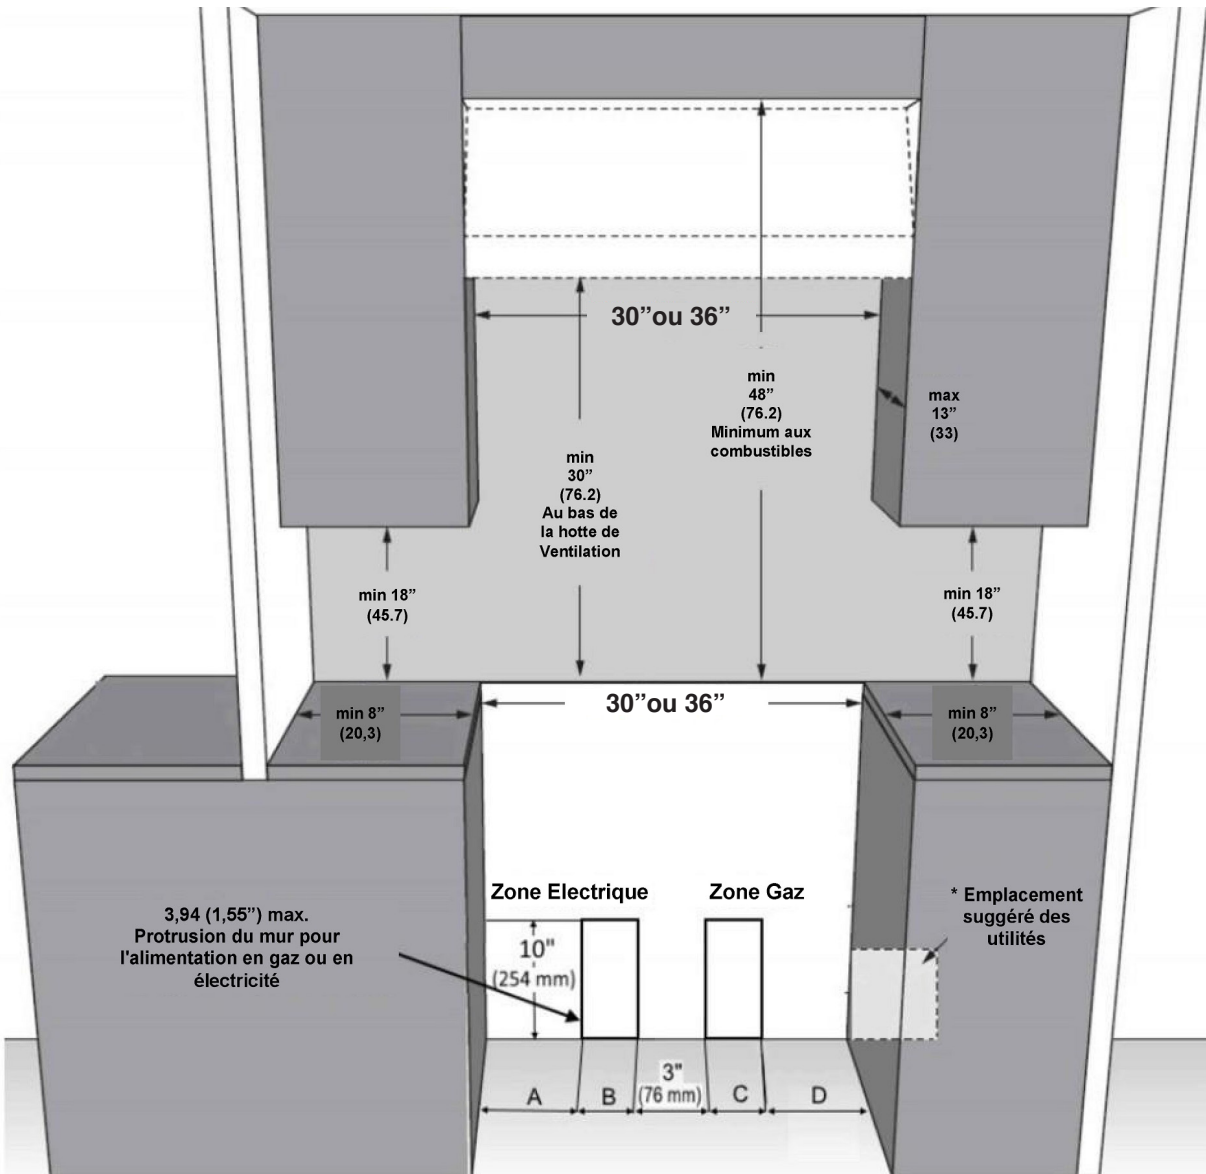 30”ou 36”
min
48”
(76.2)
Minimum aux
combustibles
max
13”
(33)
min
30”
(76.2)
Au bas de
la hotte de
Ventilation
min 18”
(45.7)
min 18”
(45.7)
30”ou 36”
min 8”
(20,3)
min 8”
(20,3)
Zone Electrique
Zone Gaz
* Emplacement
suggéré des
utilités
3,94 (1,55”) max.
Protrusion du mur pour
l'alimentation en gaz ou en
électricité
10"
(254 mm)
3"
(76 mm)
A
B
C
D